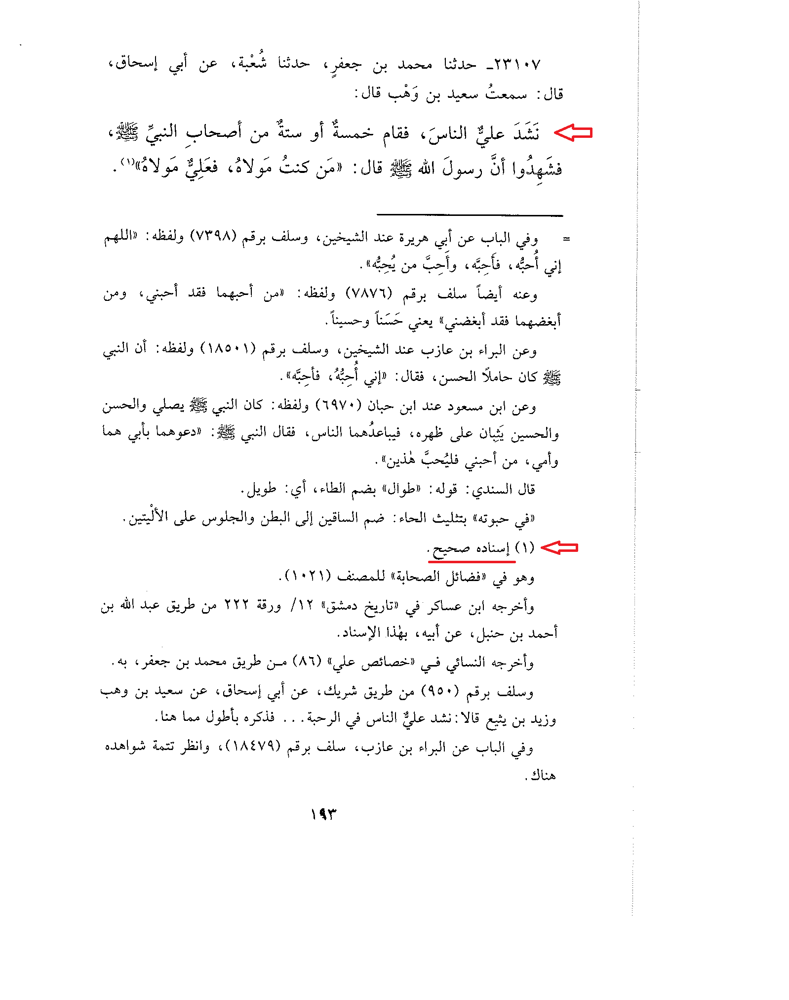 ٢٣١٠٧ـ حدثنا محمد بن جعفرٍ، حدثنا شُعْبة، عن أبي إسحاق،
قال: سمعتُ سعيد بن وَهْب قال:
نَشَدَ عليٌّ الناسَ، فقام خمسةٌ أو ستةٌ من أصحابِ النبيِّ ﷺ،
فشَهِدُوا أنَّ رسولَ الله ﷺ قال: «مَن كنتُ مَولاهُ، فعَلِيٌّ مَولاهُ»(١).
= وفي الباب عن أبي هريرة عند الشيخين، وسلف برقم (٧٣٩٨) ولفظه: «اللهم
إني أُحبُّه، فأَحِبَّه، وأَحِبَّ من يُحِبُّه».
وعنه أيضاً سلف برقم (٧٨٧٦) ولفظه: «من أحبهما فقد أحبني، ومن
أبغضهما فقد أبغضني» يعني حَسَناً وحسيناً.
وعن البراء بن عازب عند الشيخين، وسلف برقم (١٨٥٠١) ولفظه: أن النبي
ﷺ كان حاملاً الحسن، فقال: «إني أُحِبُّهُ، فأحِبَّه».
وعن ابن مسعود عند ابن حبان (٦٩٧٠) ولفظه: كان النبي ﷺ يصلي والحسن
والحسين يَثِبان على ظهره، فيباعدُهما الناس، فقال النبي ﷺ: «دعوهما بأبي هما
وأمي، من أحبني فليُحبَّ هٰذين».
قال السندي: قوله: «طوال» بضم الطاء، أي: طويل.
«في حبوته» بتثليث الحاء: ضم الساقين إلى البطن والجلوس على الألْيتين.
(١) إسناده صحيح.
وهو في «فضائل الصحابة» للمصنف (١٠٢١).
وأخرجه ابن عساكر في «تاريخ دمشق» ١٢/ ورقة ٢٢٢ من طريق عبد الله بن
أحمد بن حنبل، عن أبيه، بهٰذا الإسناد.
وأخرجه النسائي فـي «خصائص علي» (٨٦) مـن طريق محمد بن جعفر، به.
وسلف برقم (٩٥٠) من طريق شريك، عن أبي إسحاق، عن سعيد بن وهب
وزيد بن يثيع قالا: نشد عليٌّ الناس في الرحبة... فذكره بأطول مما هنا.
وفي الباب عن البراء بن عازب، سلف برقم (١٨٤٧٩)، وانظر تتمة شواهده
هناك.
١٩٣